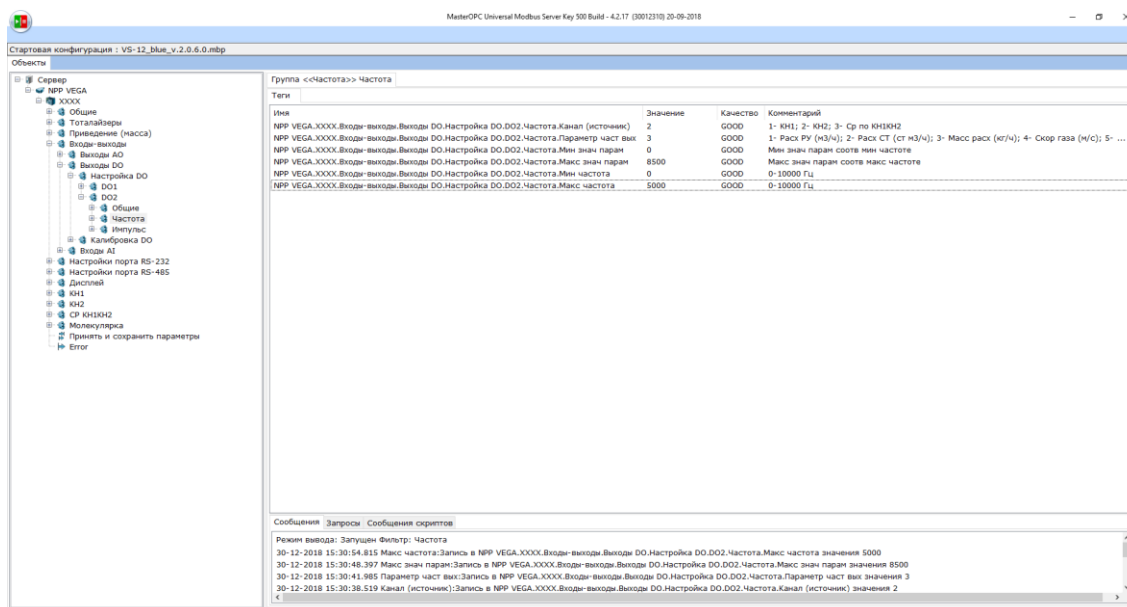 MasterOPC Universal Modbus Server Key 500 Build - 4.2.17 (30012310) 20-09-2018
Стартовая конфигурация : VS-12_blue_v.2.0.6.0.mbp
Объекты
Сервер
NPP VEGA
XXXX
Общие
Тоталайзеры
Приведение (масса)
Входы-выходы
Выходы AO
Выходы DO
Настройка DO
DO1
DO2
Общие
Частота
Импульс
Калибровка DO
Входы AI
Настройки порта RS-232
Настройки порта RS-485
Дисплей
КН1
КН2
СР КН1КН2
Молекулярка
Принять и сохранить параметры
Error
Группа <<Частота>> Частота
Теги
Имя Значение Качество Комментарий
NPP VEGA.XXXX.Входы-выходы.Выходы DO.Настройка DO.DO2.Частота.Канал (источник) 2 GOOD 1- КН1; 2- КН2; 3- Ср по КН1КН2
NPP VEGA.XXXX.Входы-выходы.Выходы DO.Настройка DO.DO2.Частота.Параметр част вых 3 GOOD 1- Расх РУ (м3/ч); 2- Расх СТ (ст м3/ч); 3- Масс расх (кг/ч); 4- Скор газа (м/с); 5- ...
NPP VEGA.XXXX.Входы-выходы.Выходы DO.Настройка DO.DO2.Частота.Мин знач парам 0 GOOD Мин знач парам соотв мин частоте
NPP VEGA.XXXX.Входы-выходы.Выходы DO.Настройка DO.DO2.Частота.Макс знач парам 8500 GOOD Макс знач парам соотв макс частоте
NPP VEGA.XXXX.Входы-выходы.Выходы DO.Настройка DO.DO2.Частота.Мин частота 0 GOOD 0-10000 Гц
NPP VEGA.XXXX.Входы-выходы.Выходы DO.Настройка DO.DO2.Частота.Макс частота 5000 GOOD 0-10000 Гц
Сообщения Запросы Сообщения скриптов
Режим вывода: Запущен Фильтр: Частота
30-12-2018 15:30:54.815 Макс частота:Запись в NPP VEGA.XXXX.Входы-выходы.Выходы DO.Настройка DO.DO2.Частота.Макс частота значения 5000
30-12-2018 15:30:48.397 Макс знач парам:Запись в NPP VEGA.XXXX.Входы-выходы.Выходы DO.Настройка DO.DO2.Частота.Макс знач парам значения 8500
30-12-2018 15:30:41.985 Параметр част вых:Запись в NPP VEGA.XXXX.Входы-выходы.Выходы DO.Настройка DO.DO2.Частота.Параметр част вых значения 3
30-12-2018 15:30:38.519 Канал (источник):Запись в NPP VEGA.XXXX.Входы-выходы.Выходы DO.Настройка DO.DO2.Частота.Канал (источник) значения 2